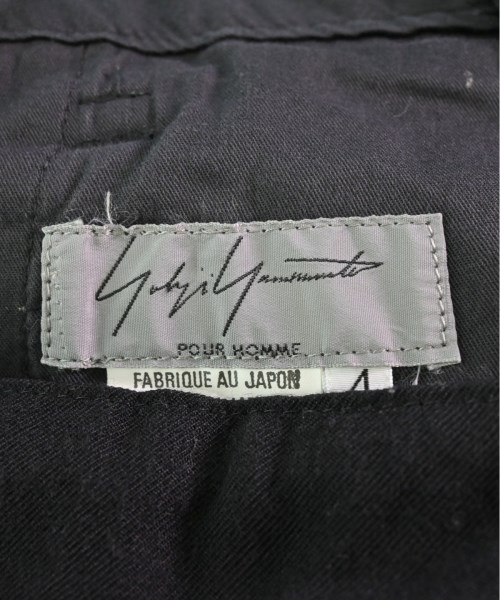 Yohji Yamamoto
POUR HOMME
FABRIQUE AU JAPON 4